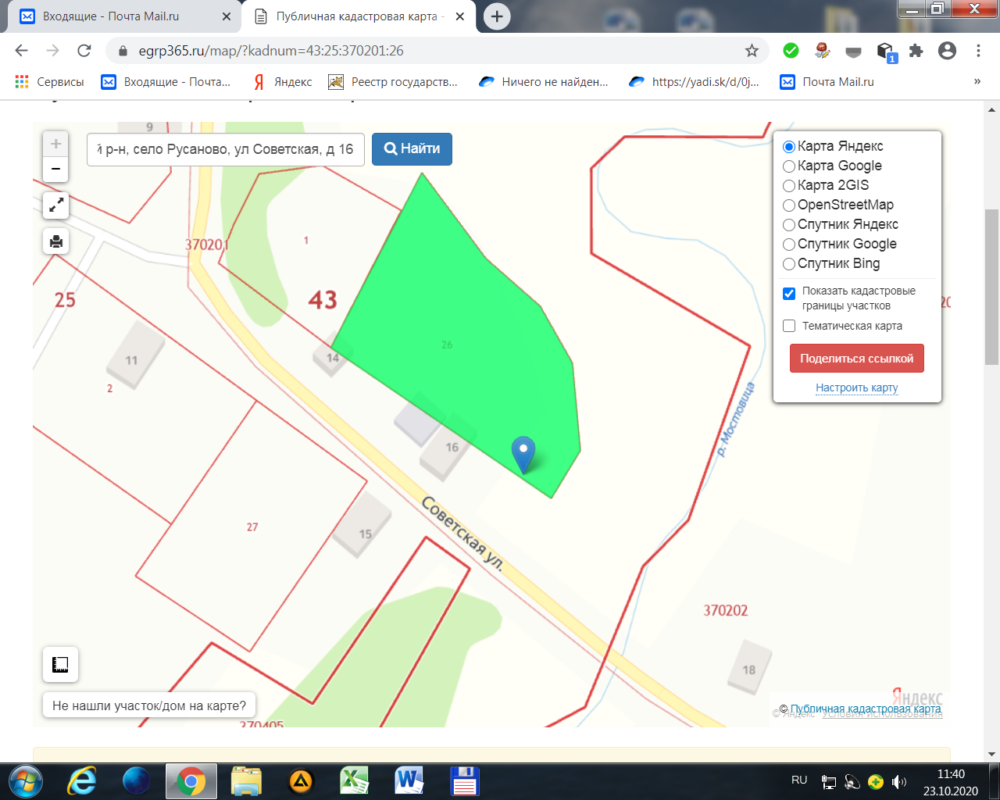 Входящие - Почта Mail.ru
Публичная кадастровая карта -
egrp365.ru/map/?kadnum=43:25:370201:26
Сервисы
Входящие - Почта...
Яндекс
Реестр государств...
Ничего не найден...
https://yadi.sk/d/0j...
Почта Mail.ru
»
й р-н, село Русаново, ул Советская, д 16
Найти
Карта Яндекс
Карта Google
Карта 2GIS
OpenStreetMap
Спутник Яндекс
Спутник Google
Спутник Bing
Показать кадастровые
границы участков
Тематическая карта
Поделиться ссылкой
Настроить карту
9
370201
1
25
43
26
14
11
2
16
р. Мостовица
Советская ул.
27
15
370202
18
370405
Не нашли участок/дом на карте?
Яндекс
© Публичная кадастровая карта
© Яндекс Условия использования
RU
11:40
23.10.2020
1